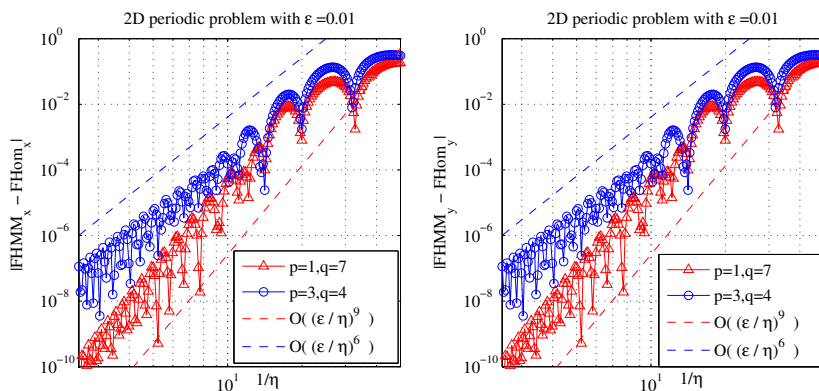 2D periodic problem with ε =0.01
|FHMM_x − FHom_x|
10^0
10^−2
10^−4
10^−6
10^−8
10^−10
10^1
1/η
p=1,q=7
p=3,q=4
O( (ε / η)^9 )
O( (ε / η)^6 )
2D periodic problem with ε =0.01
|FHMM_y − FHom_y|
10^0
10^−2
10^−4
10^−6
10^−8
10^−10
10^1
1/η
p=1,q=7
p=3,q=4
O( (ε / η)^9 )
O( (ε / η)^6 )